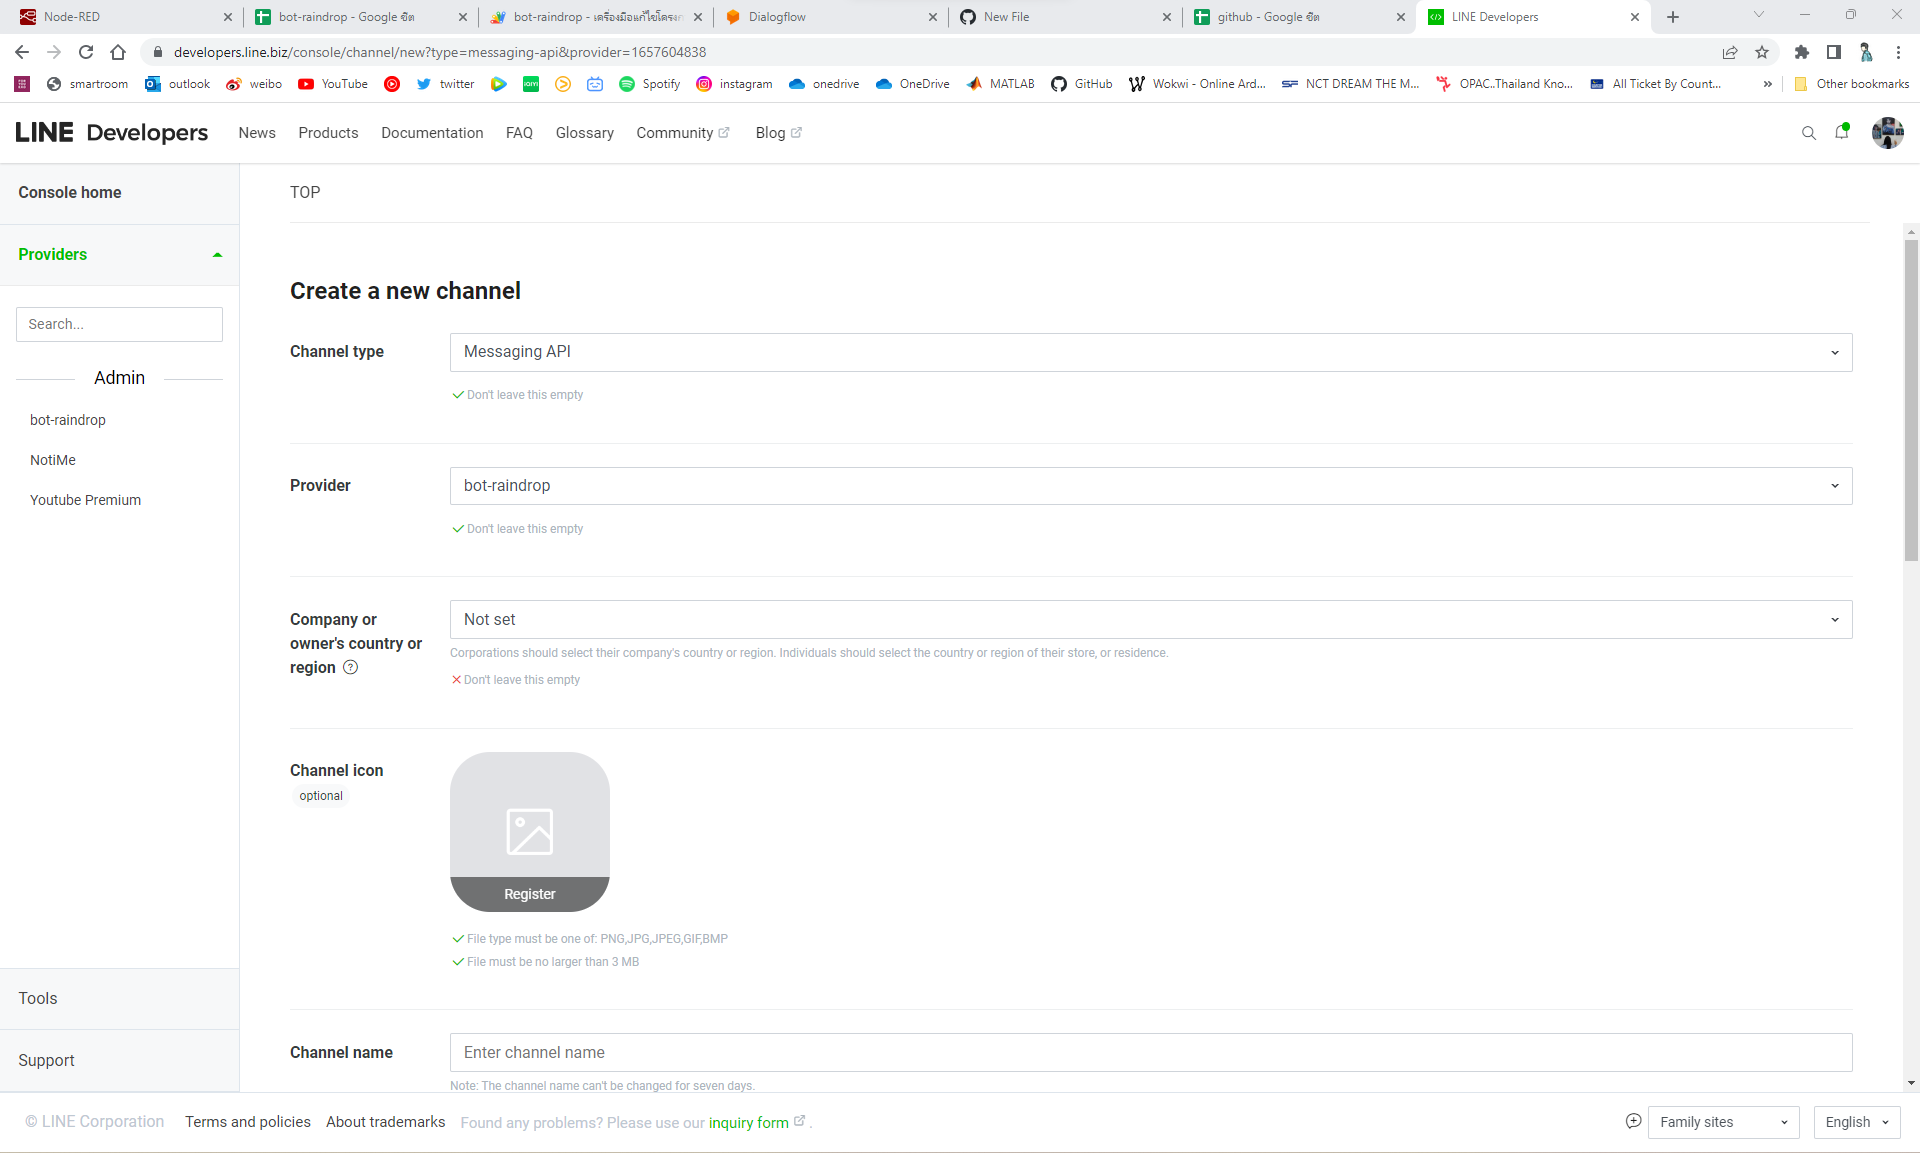 Node-RED
bot-raindrop - Google ชีต
bot-raindrop - เครื่องมือแก้ไขโครงก
Dialogflow
New File
github - Google ชีต
LINE Developers
developers.line.biz/console/channel/new?type=messaging-api&provider=1657604838
smartroom
outlook
weibo
YouTube
twitter
Spotify
instagram
onedrive
OneDrive
MATLAB
GitHub
Wokwi - Online Ard...
NCT DREAM THE M...
OPAC..Thailand Kno...
All Ticket By Count...
»
Other bookmarks
LINE Developers
News
Products
Documentation
FAQ
Glossary
Community
Blog
Console home
TOP
Providers
Search...
Admin
bot-raindrop
NotiMe
Youtube Premium
Create a new channel
Channel type
Messaging API
Don't leave this empty
Provider
bot-raindrop
Don't leave this empty
Company or
owner's country or
region ?
Not set
Corporations should select their company's country or region. Individuals should select the country or region of their store, or residence.
Don't leave this empty
Channel icon
optional
Register
File type must be one of: PNG,JPG,JPEG,GIF,BMP
File must be no larger than 3 MB
Tools
Support
Channel name
Enter channel name
Note: The channel name can't be changed for seven days.
© LINE Corporation
Terms and policies
About trademarks
Found any problems? Please use our inquiry form .
Family sites
English